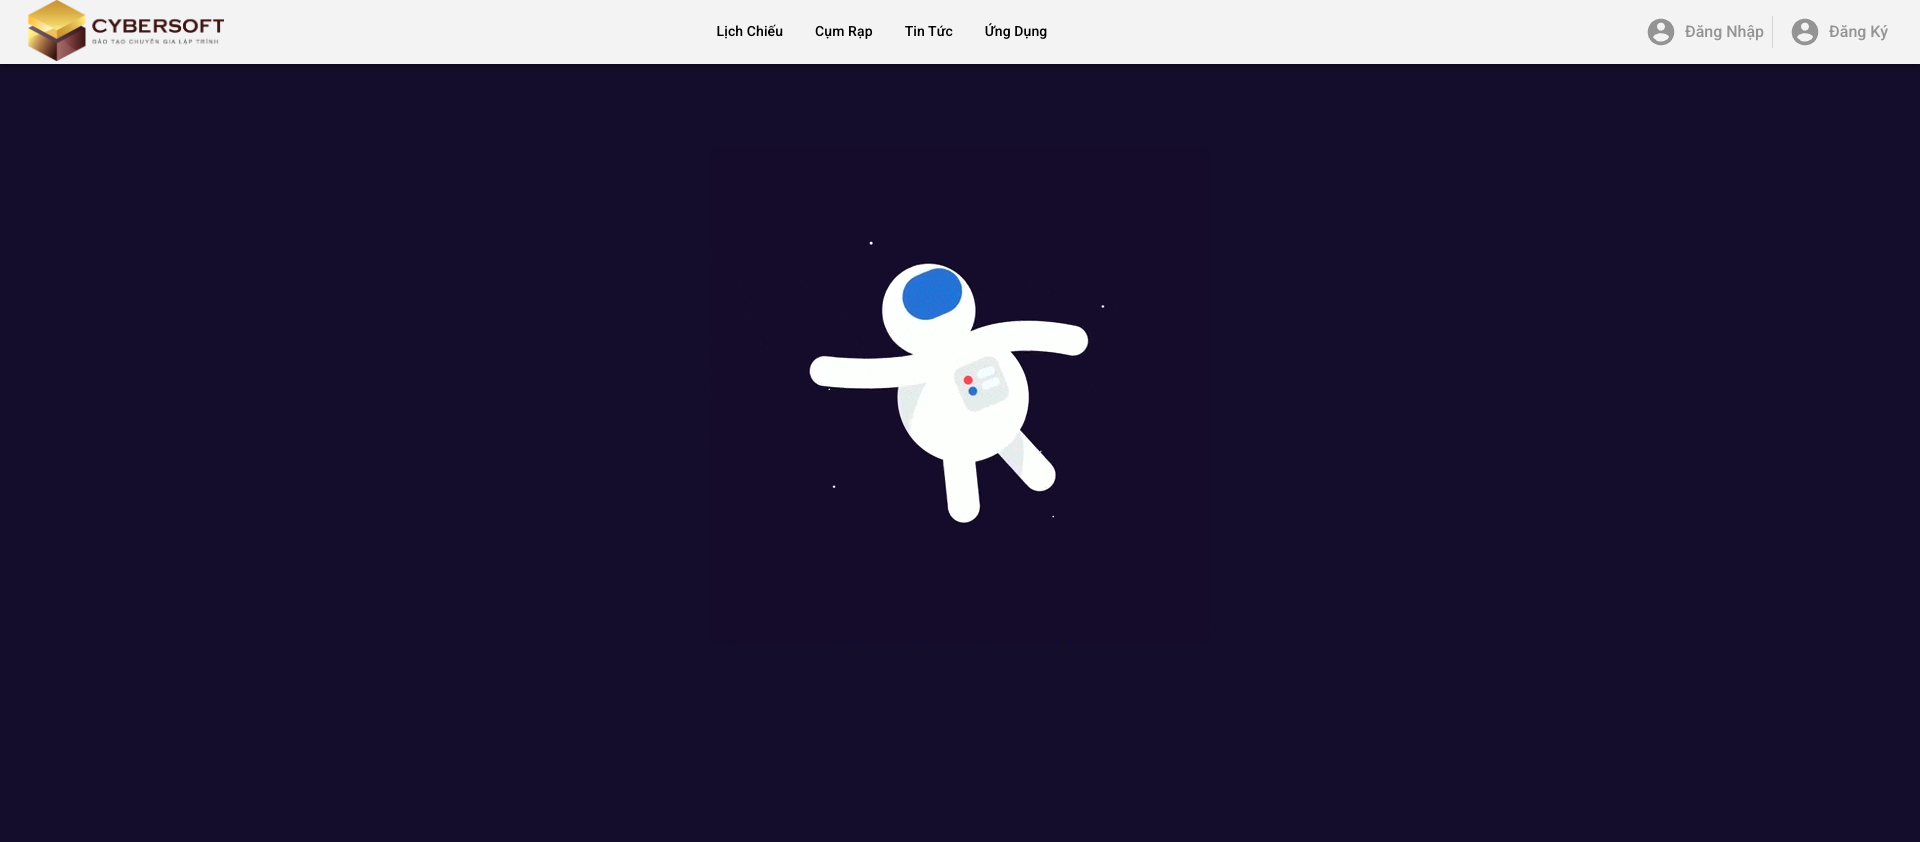 CYBERSOFT
ĐÀO TẠO CHUYÊN GIA LẬP TRÌNH
Lịch Chiếu
Cụm Rạp
Tin Tức
Ứng Dụng
Đăng Nhập
Đăng Ký